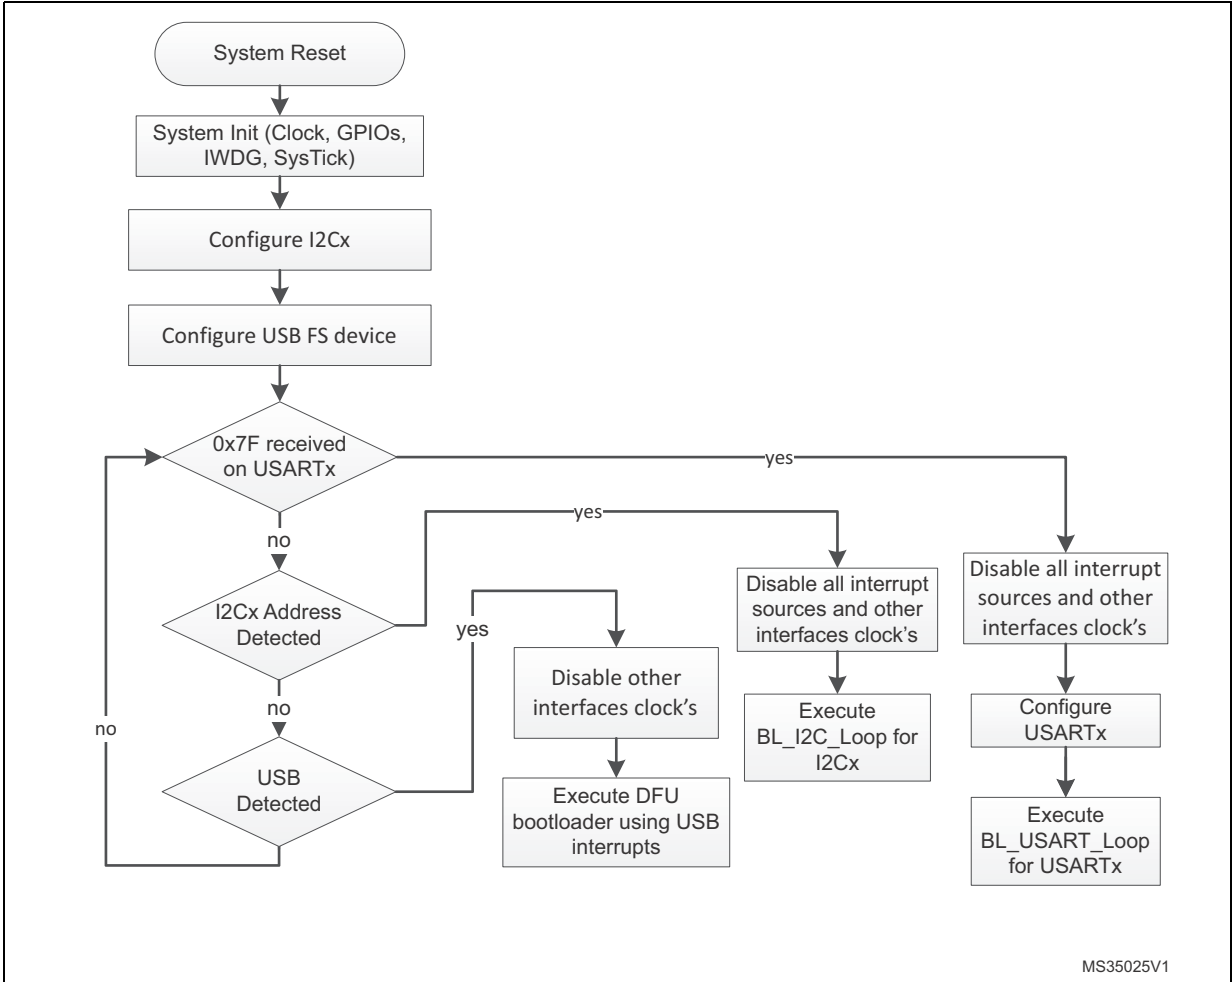 System Reset
System Init (Clock, GPIOs,
IWDG, SysTick)
Configure I2Cx
Configure USB FS device
0x7F received
on USARTx
yes
no
yes
I2Cx Address
Detected
yes
no
no
USB
Detected
Disable other
interfaces clock’s
Execute DFU
bootloader using USB
interrupts
Disable all interrupt
sources and other
interfaces clock’s
Execute
BL_I2C_Loop for
I2Cx
Disable all interrupt
sources and other
interfaces clock’s
Configure
USARTx
Execute
BL_USART_Loop
for USARTx
MS35025V1